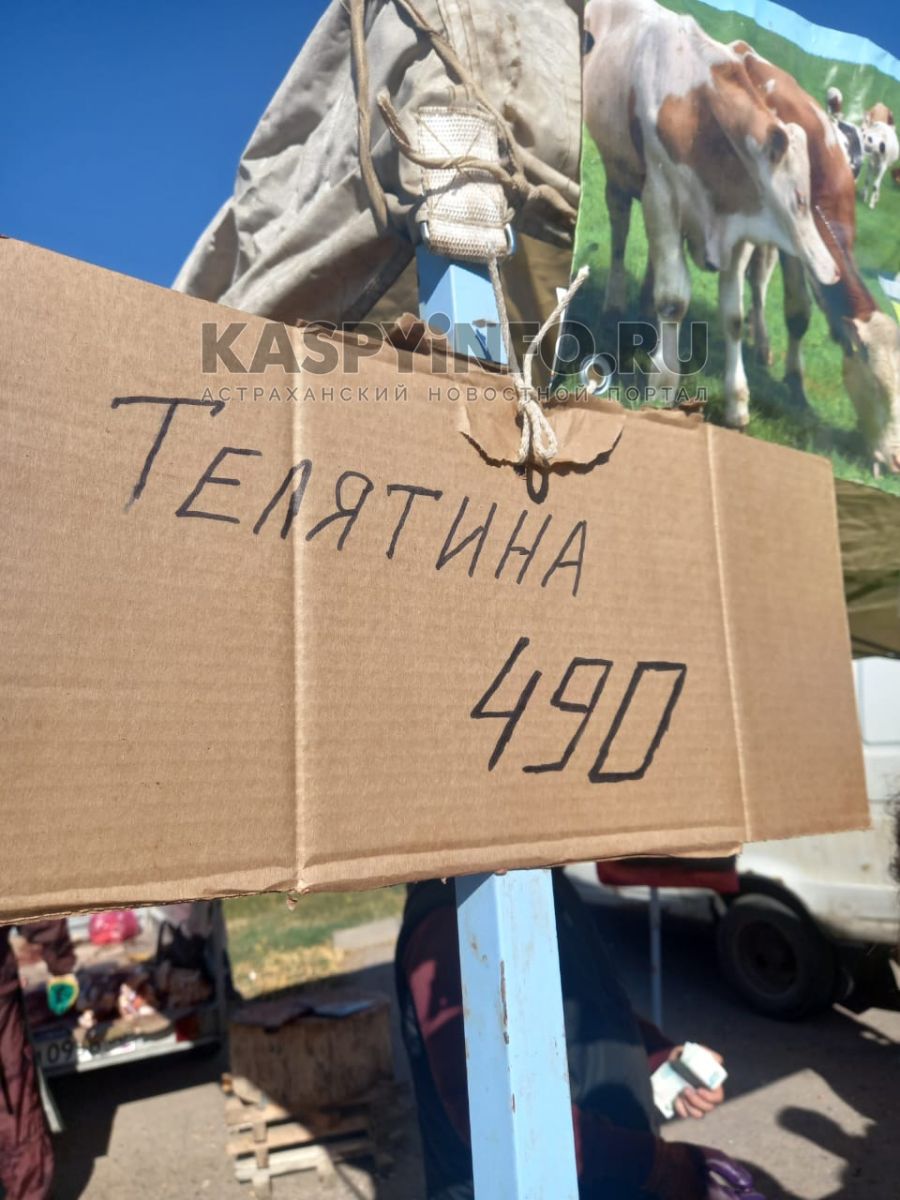 KASPYiNFO.RU
АСТРАХАНСКИЙ НОВОСТНОЙ ПОРТАЛ
ТЕЛЯТИНА
490